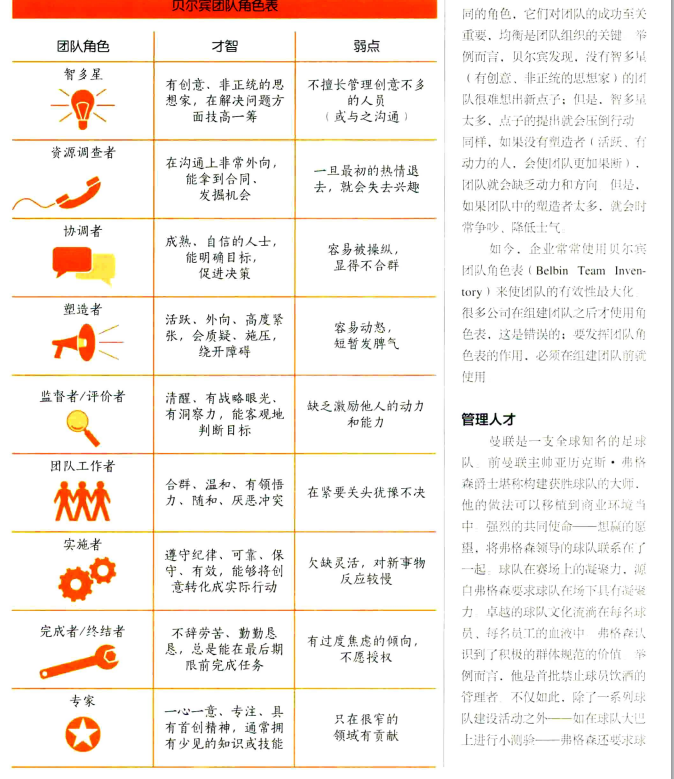 贝尔宾团队角色表
团队角色 才智 弱点
智多星
有创意、非正统的思
想家，在解决问题方
面技高一筹
不擅长管理创意不多
的人员
（或与之沟通）
资源调查者
在沟通上非常外向，
能拿到合同、
发掘机会
一旦最初的热情退
去，就会失去兴趣
协调者
成熟、自信的人士，
能明确目标，
促进决策
容易被操纵，
显得不合群
塑造者
活跃、外向、高度紧
张，会质疑、施压，
绕开障碍
容易动怒，
短暂发脾气
监督者/评价者
清醒、有战略眼光、
有洞察力，能客观地
判断目标
缺乏激励他人的动力
和能力
团队工作者
合群、温和、有领悟
力、随和、厌恶冲突
在紧要关头犹豫不决
实施者
遵守纪律、可靠、保
守、有效，能够将创
意转化成实际行动
欠缺灵活，对新事物
反应较慢
完成者/终结者
不辞劳苦、勤勤恳
恳，总是能在最后期
限前完成任务
有过度焦虑的倾向，
不愿授权
专家
一心一意、专注、具
有首创精神，通常拥
有少见的知识或技能
只在很窄的
领域有贡献
同的角色，它们对团队的成功至关
重要，均衡是团队组织的关键 举
例而言，贝尔宾发现，没有智多星
（有创意、非正统的思想家）的团
队很难想出新点子；但是，智多星
太多，点子的提出就会压倒行动
同样，如果没有塑造者（活跃、有
动力的人，会使团队更加果断），
团队就会缺乏动力和方向 但是，
如果团队中的塑造者太多，就会时
常争吵、降低士气
如今，企业常常使用贝尔宾
团队角色表（Belbin Team Inven-
tory）来使团队的有效性最大化
很多公司在组建团队之后才使用角
色表，这是错误的；要发挥团队角
色表的作用，必须在组建团队前就
使用
管理人才
曼联是一支全球知名的足球
队 前曼联主帅亚历克斯·弗格
森爵士堪称构建获胜球队的大师，
他的做法可以移植到商业环境当
中 强烈的共同使命——想赢的愿
望，将弗格森领导的球队联系在了
一起 球队在赛场上的凝聚力，源
自弗格森要求球队在场下具有凝聚
力 卓越的球队文化流淌在每名球
员、每名员工的血液中 弗格森认
识到了积极的群体规范的价值 举
例而言，他是首批禁止球员饮酒的
管理者 不仅如此，除了一系列球
队建设活动之外——如在球队大巴
上进行小测验——弗格森还要求球